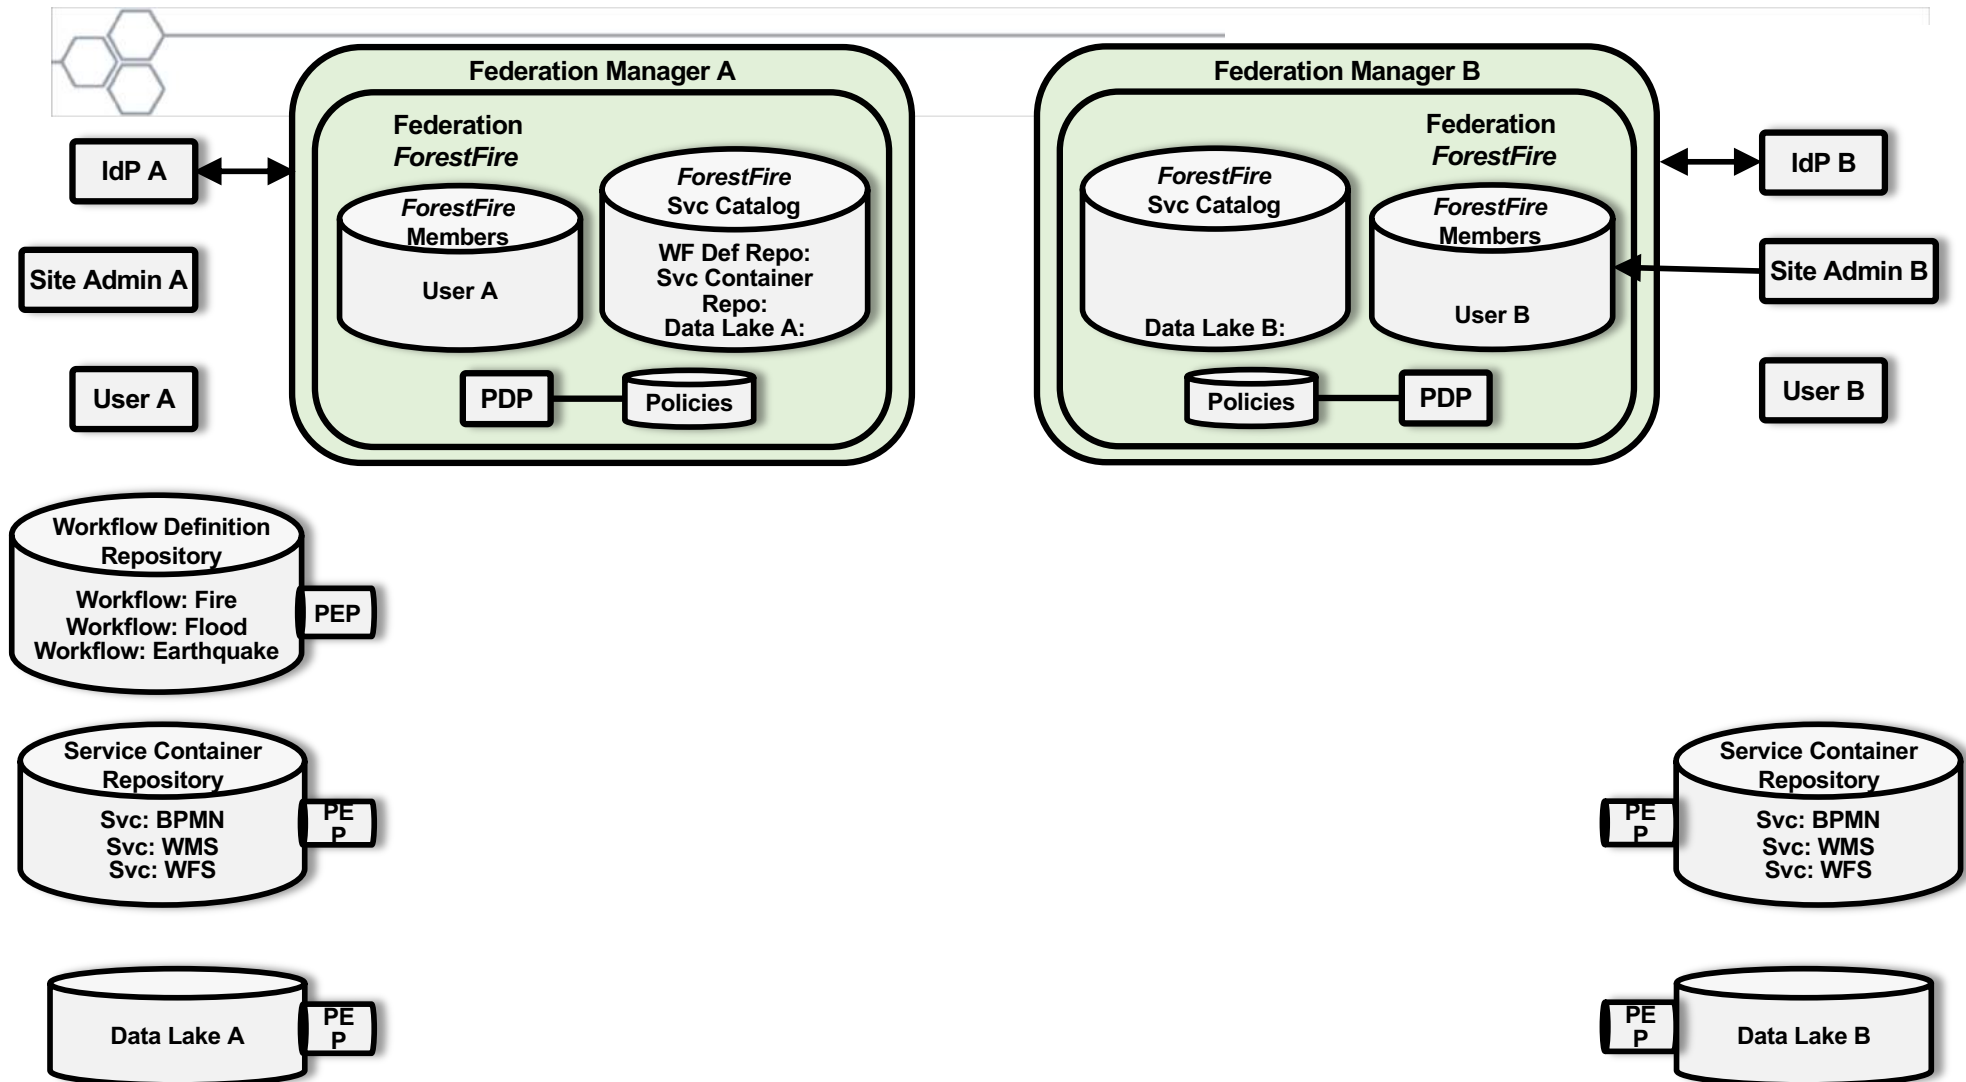 Federation Manager A
Federation
ForestFire
ForestFire
Members
User A
ForestFire
Svc Catalog
WF Def Repo:
Svc Container
Repo:
Data Lake A:
PDP
Policies
IdP A
Site Admin A
User A
Federation Manager B
Federation
ForestFire
ForestFire
Svc Catalog
Data Lake B:
ForestFire
Members
User B
Policies
PDP
IdP B
Site Admin B
User B
Workflow Definition
Repository
Workflow: Fire
Workflow: Flood
Workflow: Earthquake
PEP
Service Container
Repository
Svc: BPMN
Svc: WMS
Svc: WFS
PE
P
PE
P
Service Container
Repository
Svc: BPMN
Svc: WMS
Svc: WFS
Data Lake A
PE
P
PE
P
Data Lake B